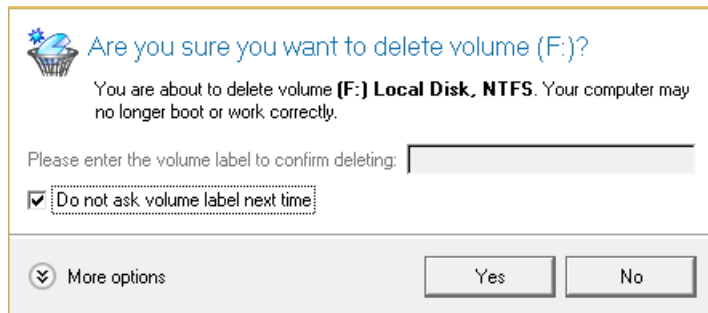 Are you sure you want to delete volume (F:)?
You are about to delete volume (F:) Local Disk, NTFS. Your computer may
no longer boot or work correctly.
Please enter the volume label to confirm deleting:
Do not ask volume label next time
More options
Yes
No